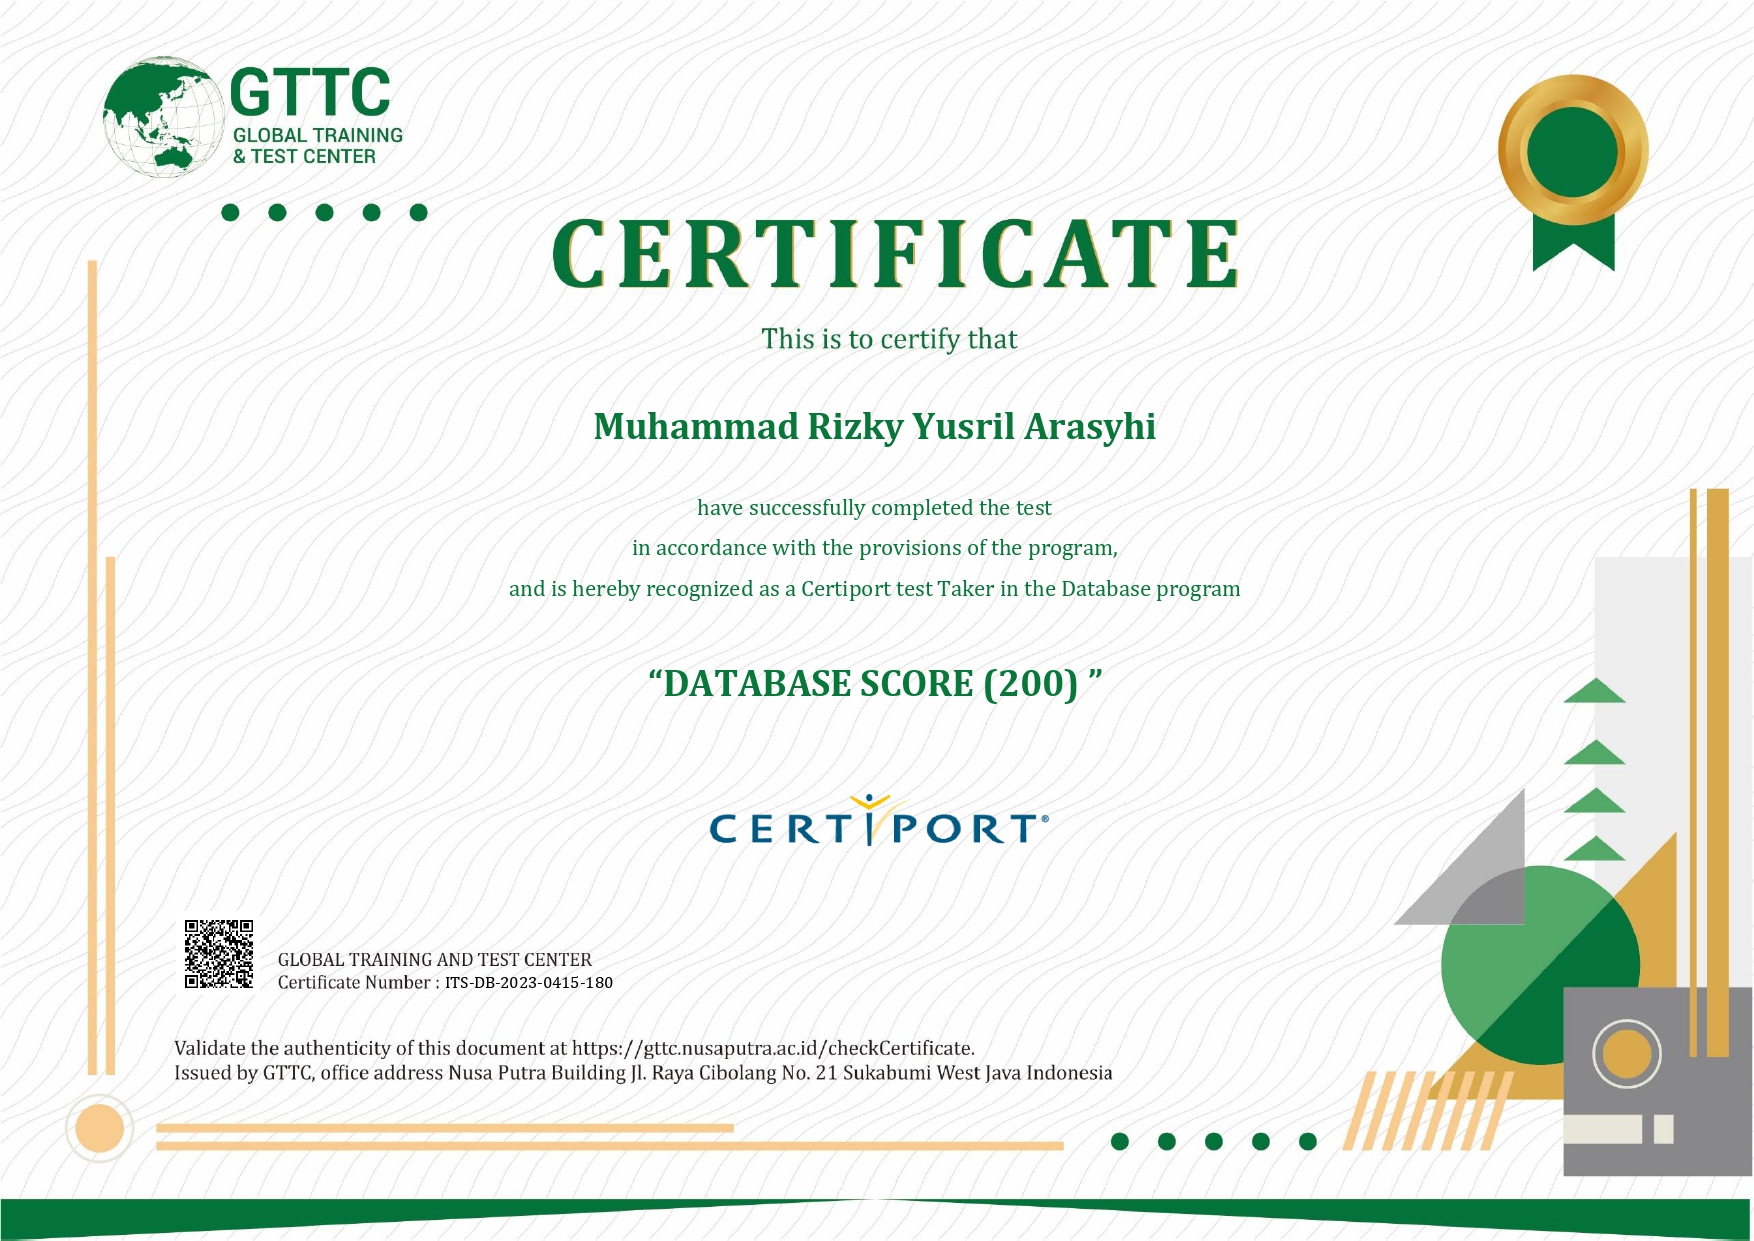 GTTC
GLOBAL TRAINING
& TEST CENTER
CERTIFICATE
This is to certify that
Muhammad Rizky Yusril Arasyhi
have successfully completed the test
in accordance with the provisions of the program,
and is hereby recognized as a Certiport test Taker in the Database program
“DATABASE SCORE (200) ”
CERTIPORT®
GLOBAL TRAINING AND TEST CENTER
Certificate Number : ITS-DB-2023-0415-180
Validate the authenticity of this document at https://gttc.nusaputra.ac.id/checkCertificate.
Issued by GTTC, office address Nusa Putra Building Jl. Raya Cibolang No. 21 Sukabumi West Java Indonesia